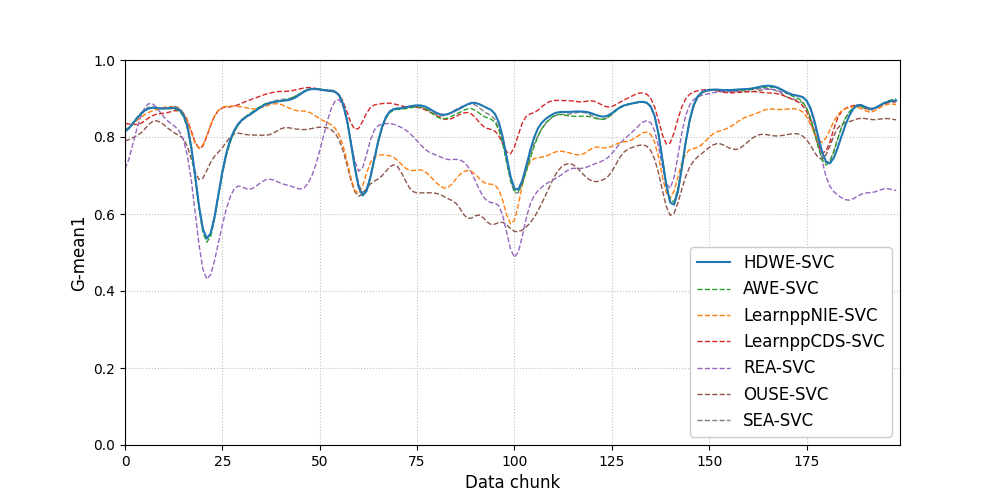 1.0
0.8
0.6
0.4
0.2
0.0
G-mean1
0 25 50 75 100 125 150 175
Data chunk
HDWE-SVC
AWE-SVC
LearnppNIE-SVC
LearnppCDS-SVC
REA-SVC
OUSE-SVC
SEA-SVC